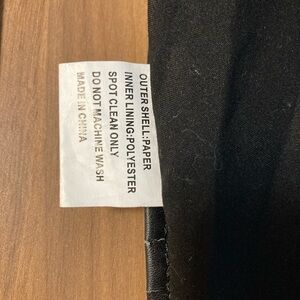 OUTER SHELL:PAPER
INNER LINING:POLYESTER
SPOT CLEAN ONLY
DO NOT MACHINE WASH
MADE IN CHINA